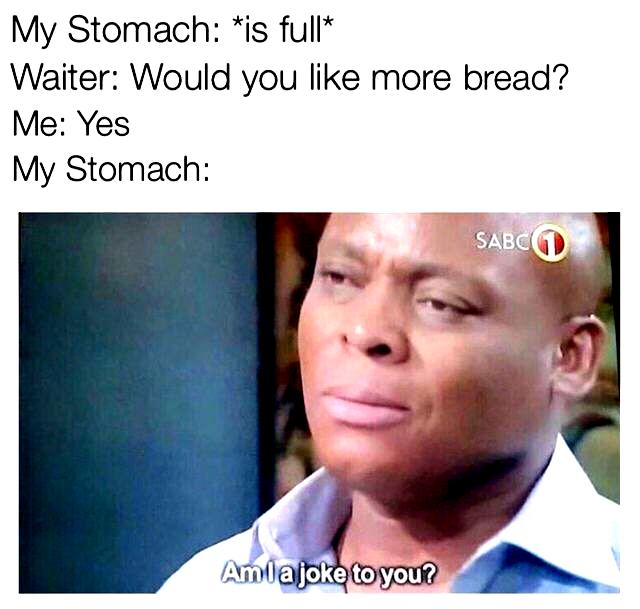 My Stomach: *is full*
Waiter: Would you like more bread?
Me: Yes
My Stomach:
SABC 1
Am I a joke to you?